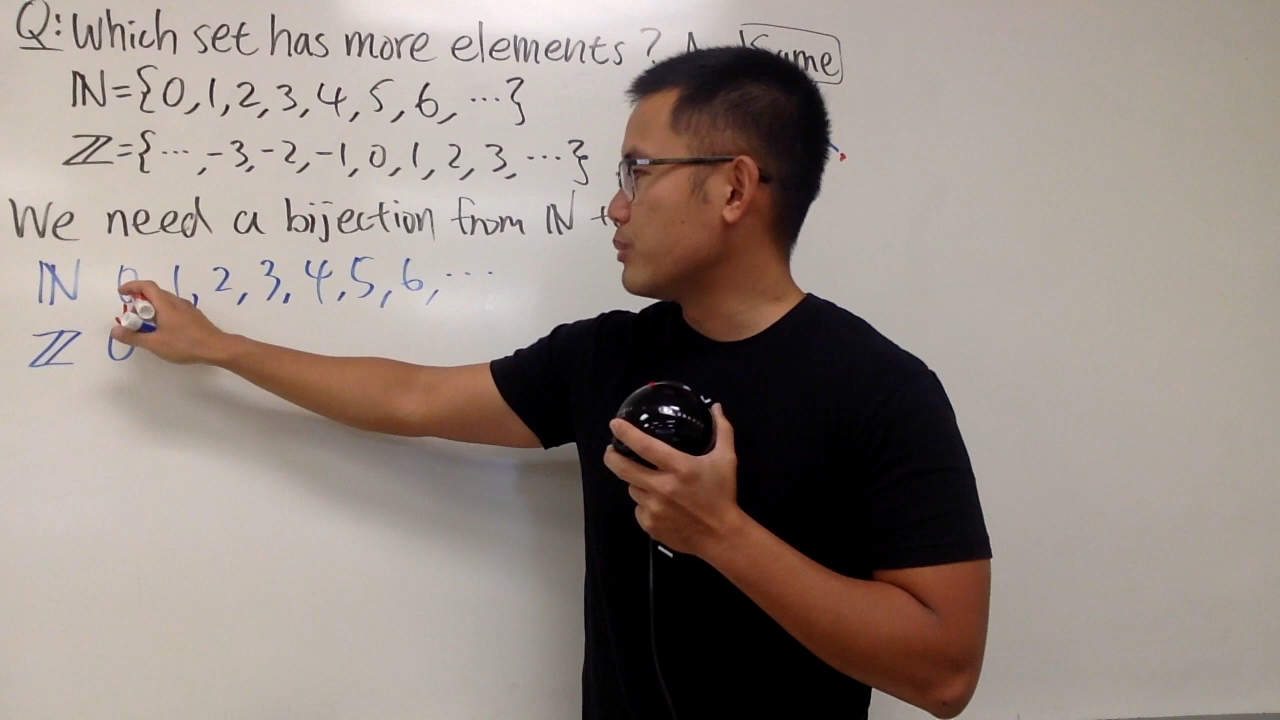 Q: Which set has more elements?
ℕ={0,1,2,3,4,5,6,...}
ℤ={...,-3,-2,-1,0,1,2,3,...}
We need a bijection from ℕ
ℕ 0,1,2,3,4,5,6,...
ℤ 0